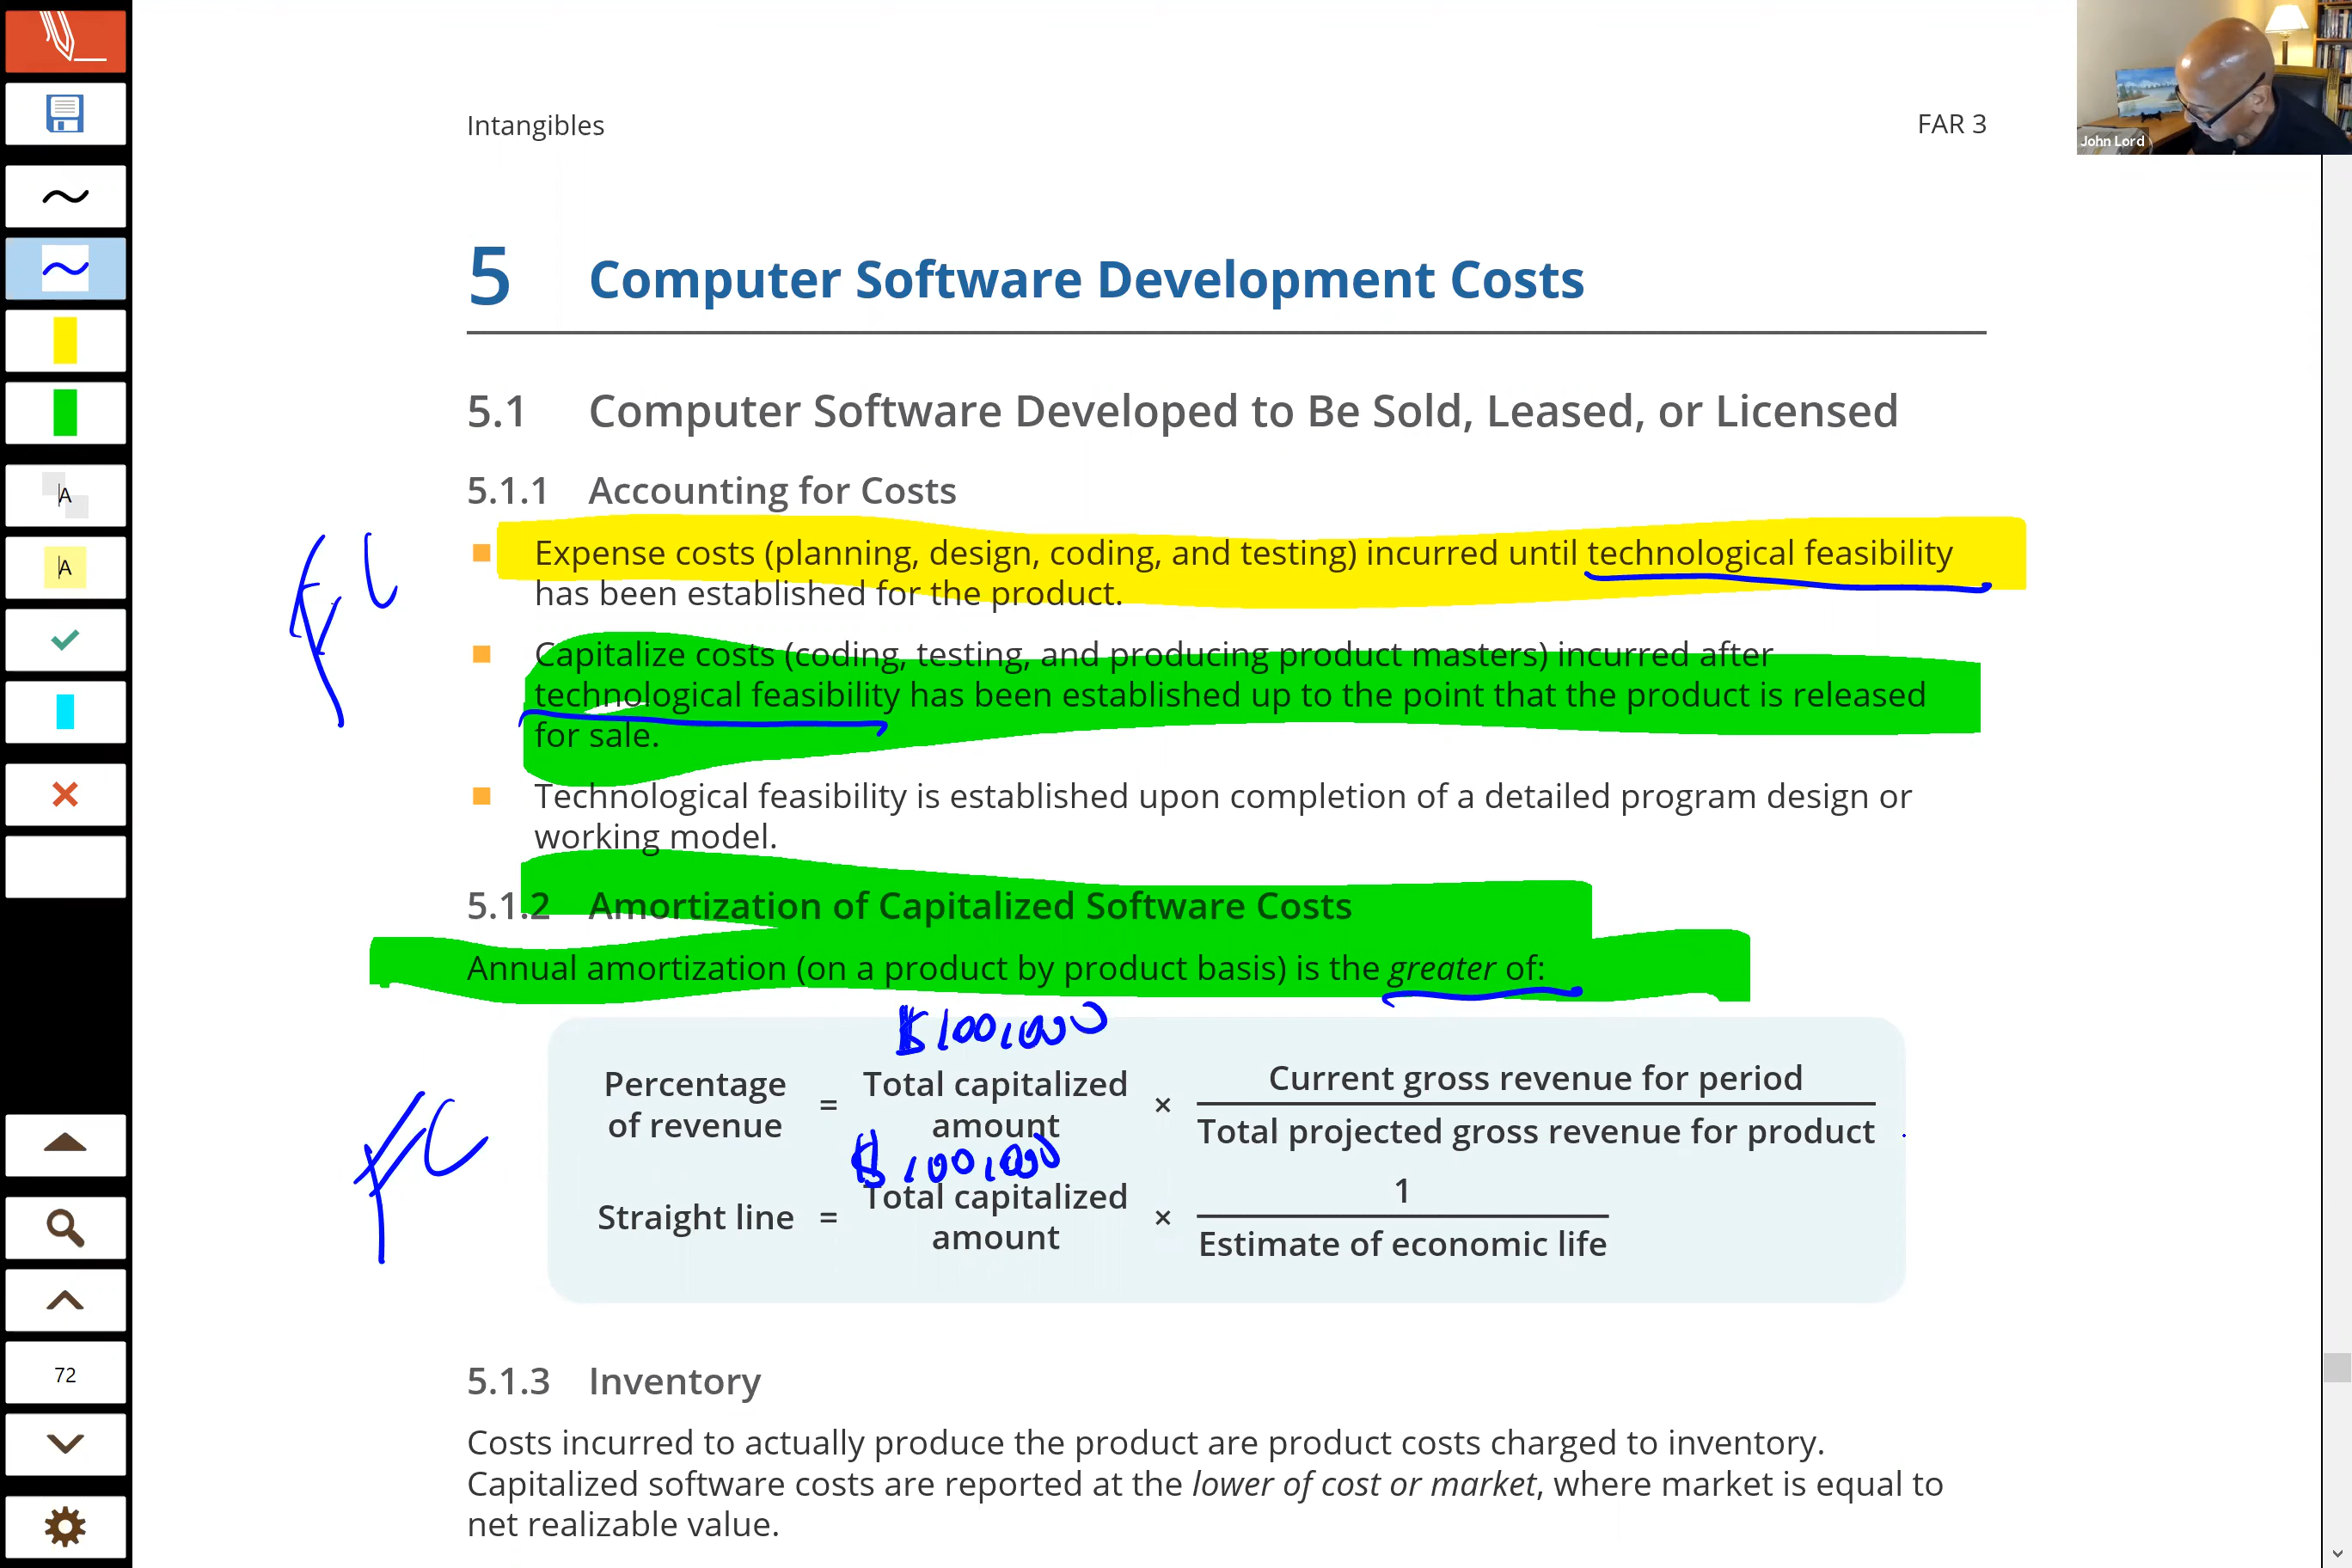 Intangibles
FAR 3
John Lord
5 Computer Software Development Costs
5.1 Computer Software Developed to Be Sold, Leased, or Licensed
5.1.1 Accounting for Costs
Expense costs (planning, design, coding, and testing) incurred until technological feasibility
has been established for the product.
Capitalize costs (coding, testing, and producing product masters) incurred after
technological feasibility has been established up to the point that the product is released
for sale.
Technological feasibility is established upon completion of a detailed program design or
working model.
5.1.2 Amortization of Capitalized Software Costs
Annual amortization (on a product by product basis) is the greater of:
$100,000
Percentage of revenue = Total capitalized amount × Current gross revenue for period / Total projected gross revenue for product
$100,000
Straight line = Total capitalized amount × 1 / Estimate of economic life
5.1.3 Inventory
Costs incurred to actually produce the product are product costs charged to inventory.
Capitalized software costs are reported at the lower of cost or market, where market is equal to
net realizable value.
A
A
72